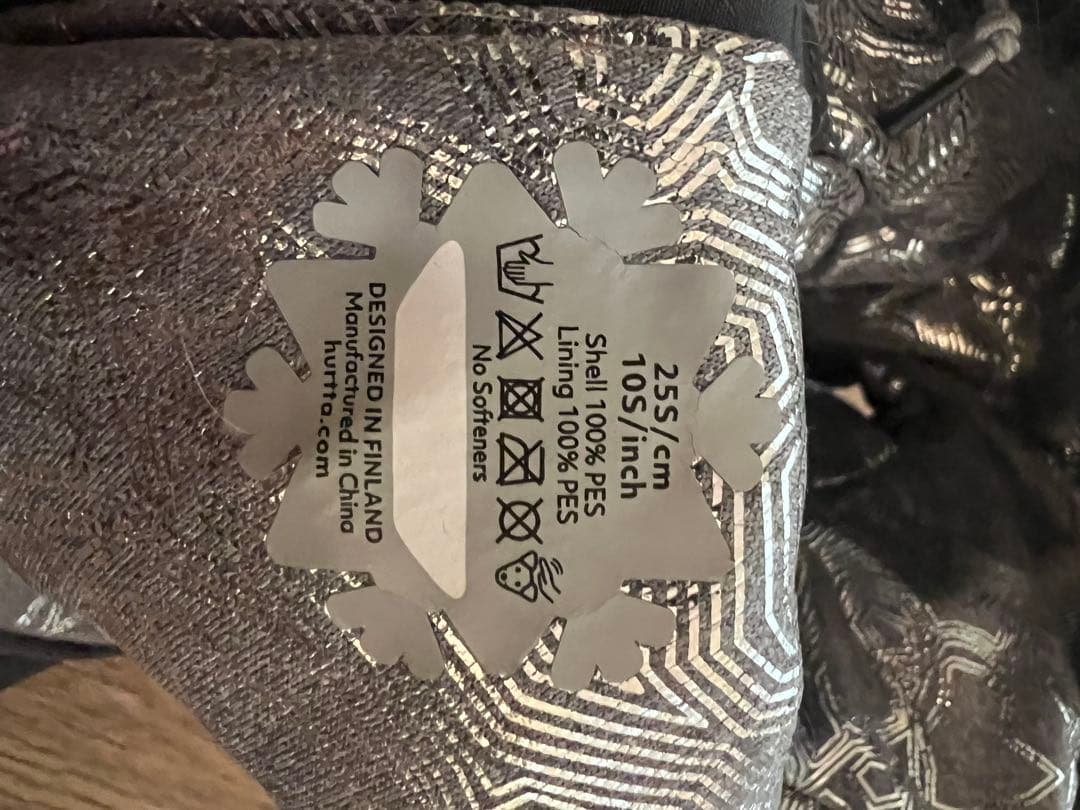 25S/cm
10S/inch
Shell 100% PES
Lining 100% PES
No Softeners
DESIGNED IN FINLAND
Manufactured in China
hurtta.com